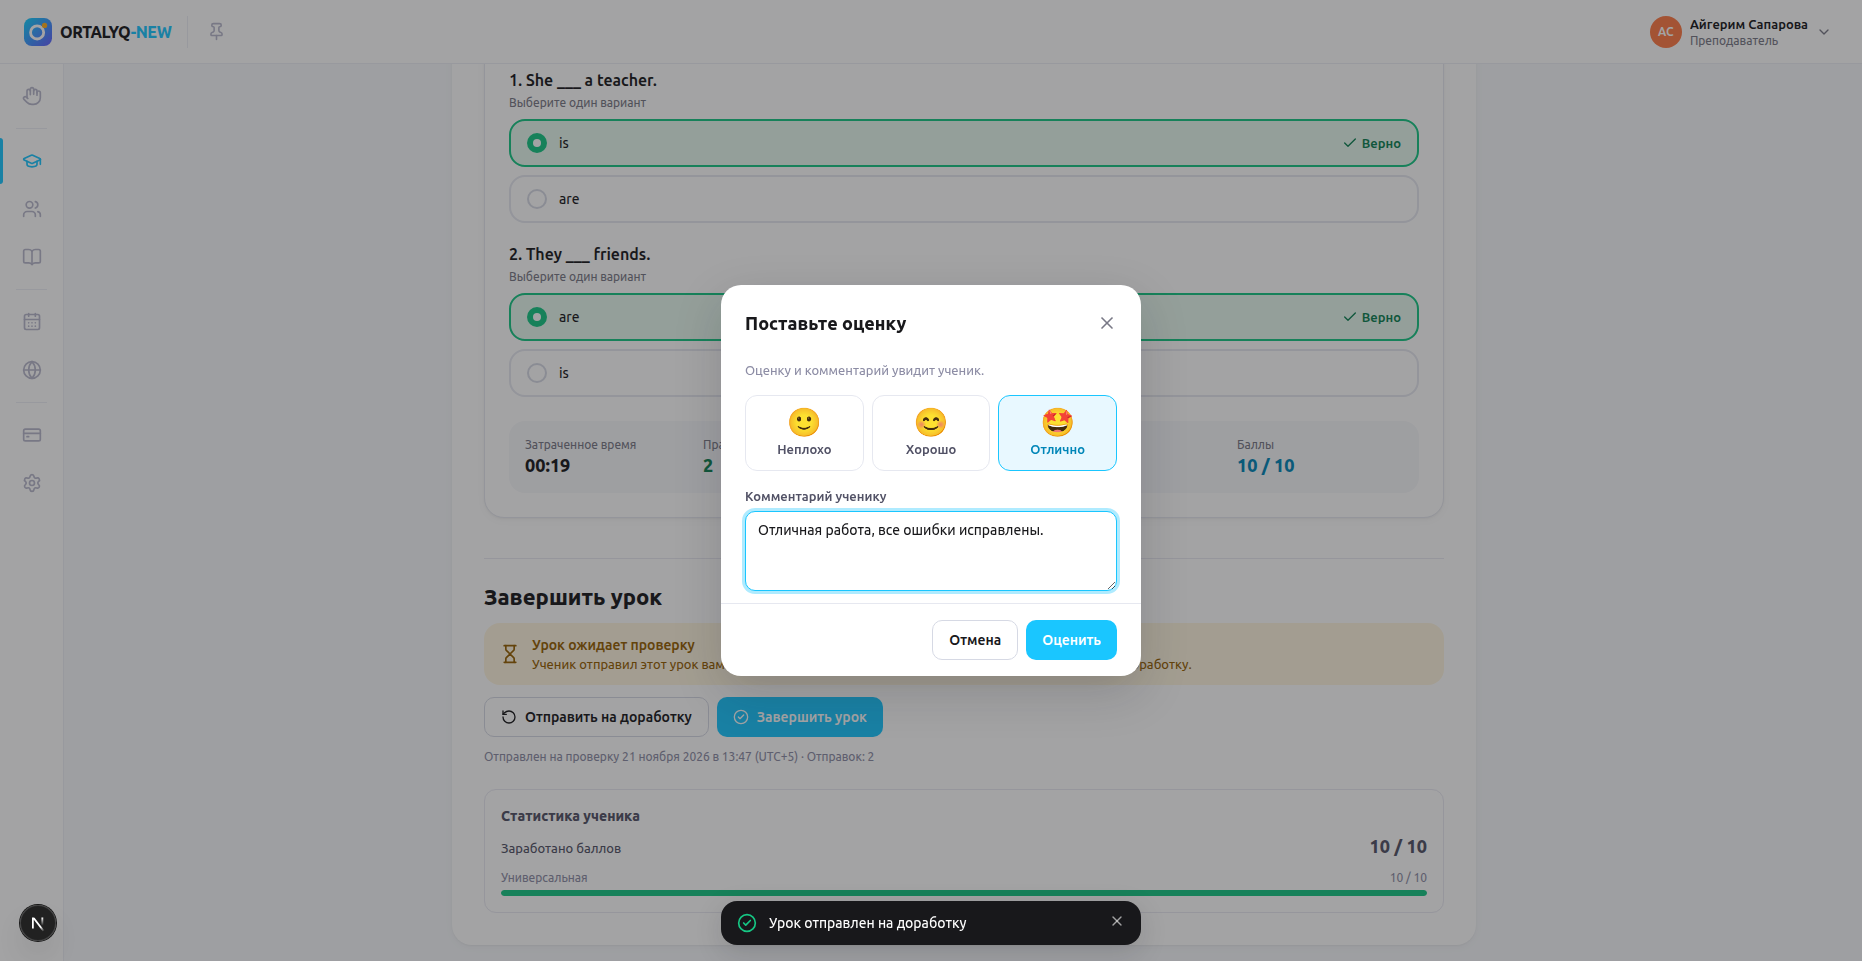 ORTALYQ-NEW
АС
Айгерим Сапарова
Преподаватель
1. She ___ a teacher.
Выберите один вариант
is
Верно
are
2. They ___ friends.
Выберите один вариант
are
Верно
is
Затраченное время
00:19
2
Баллы
10 / 10
Поставьте оценку
Оценку и комментарий увидит ученик.
Неплохо
Хорошо
Отлично
Комментарий ученику
Отличная работа, все ошибки исправлены.
Отмена
Оценить
Завершить урок
Урок ожидает проверку
Ученик отправил этот урок вам
Отправить на доработку
Завершить урок
Отправлен на проверку 21 ноября 2026 в 13:47 (UTC+5) · Отправок: 2
Статистика ученика
Заработано баллов
10 / 10
Универсальная
10 / 10
N
Урок отправлен на доработку